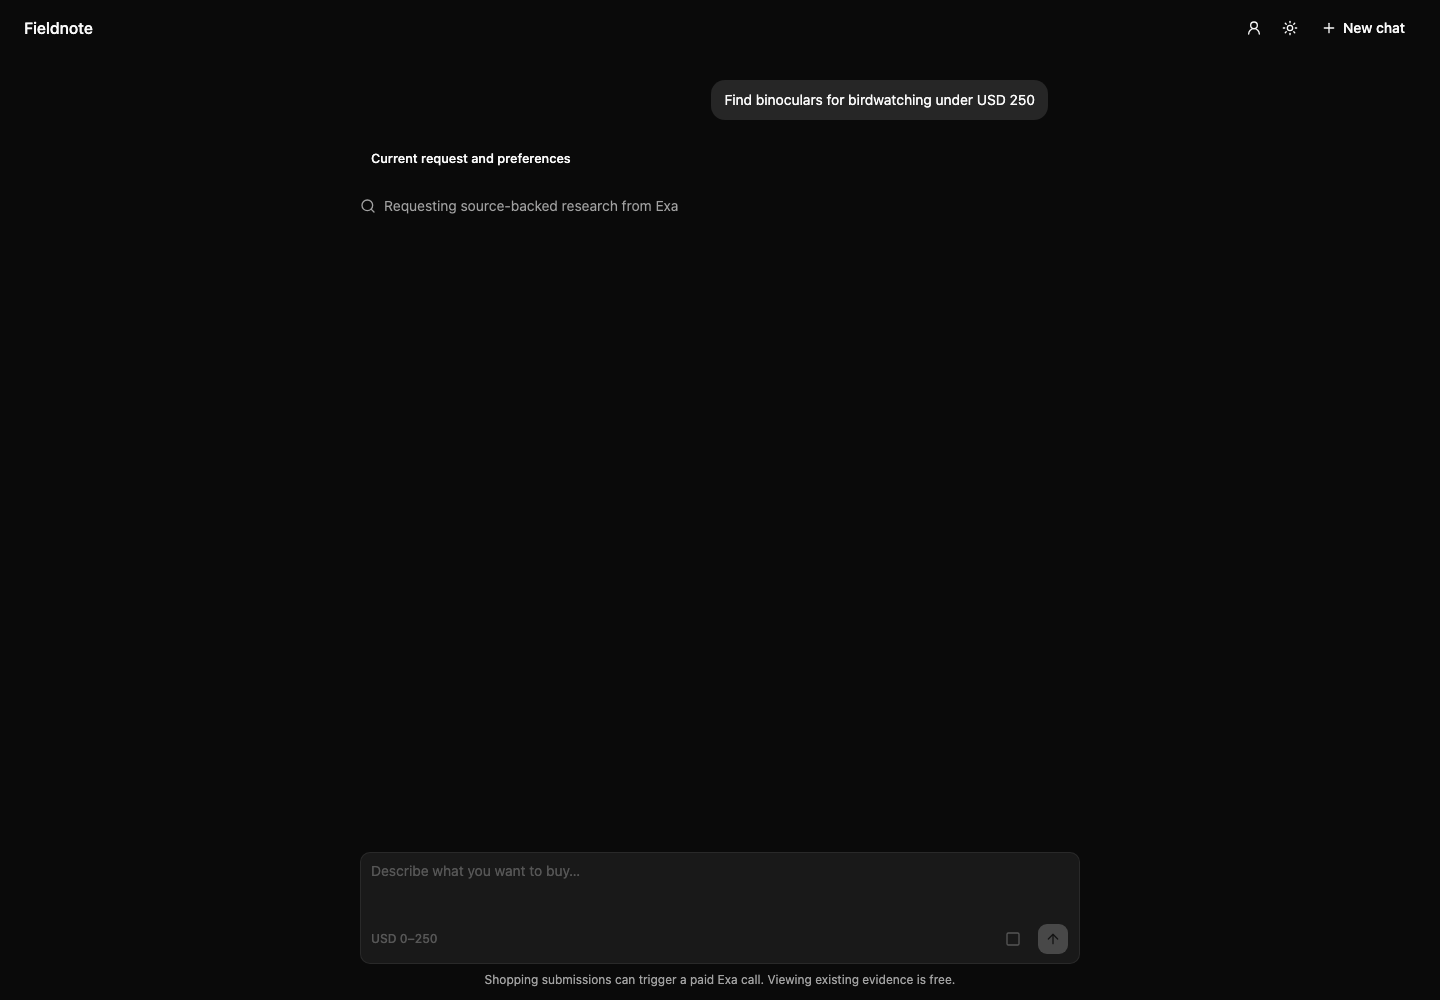 Fieldnote
New chat
Find binoculars for birdwatching under USD 250
Current request and preferences
Requesting source-backed research from Exa
Describe what you want to buy...
USD 0–250
Shopping submissions can trigger a paid Exa call. Viewing existing evidence is free.